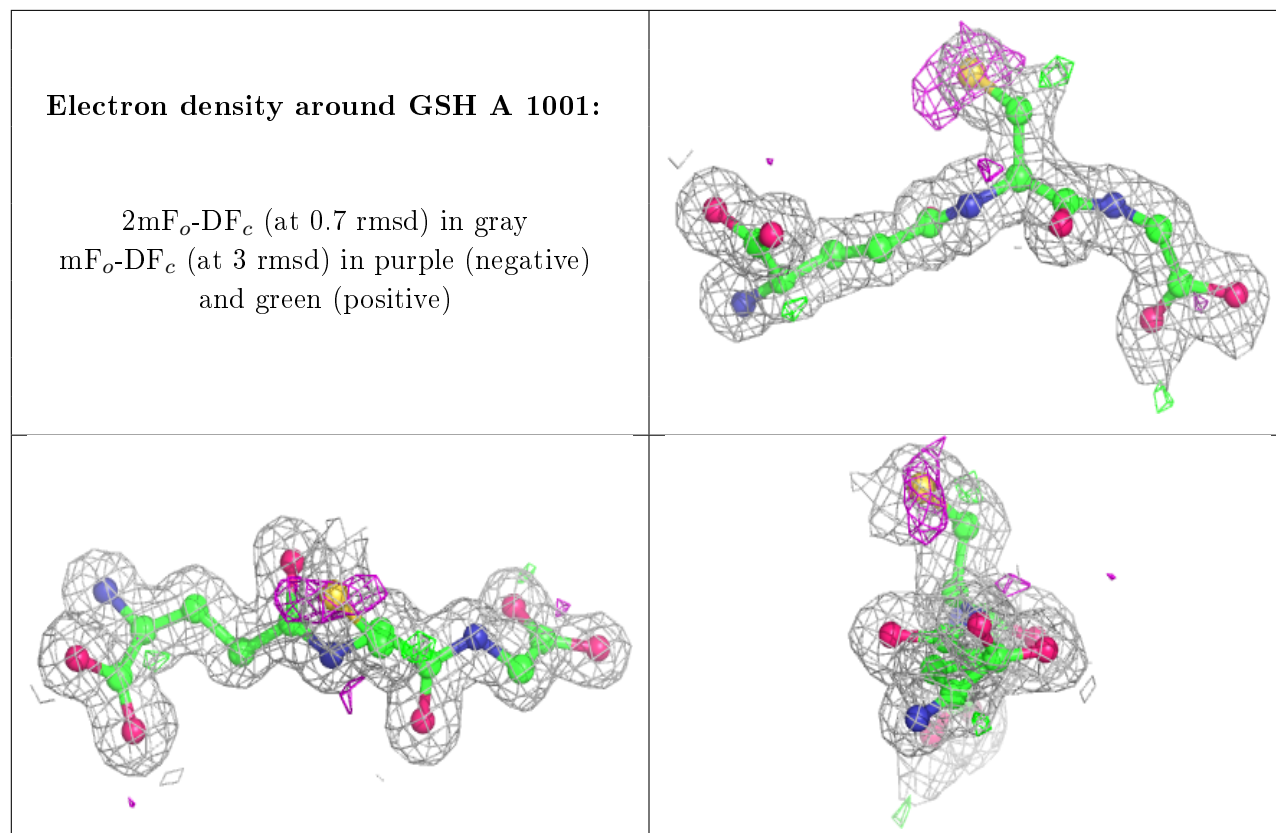 Electron density around GSH A 1001:
2mFₒ-DF𝒸 (at 0.7 rmsd) in gray
mFₒ-DF𝒸 (at 3 rmsd) in purple (negative)
and green (positive)